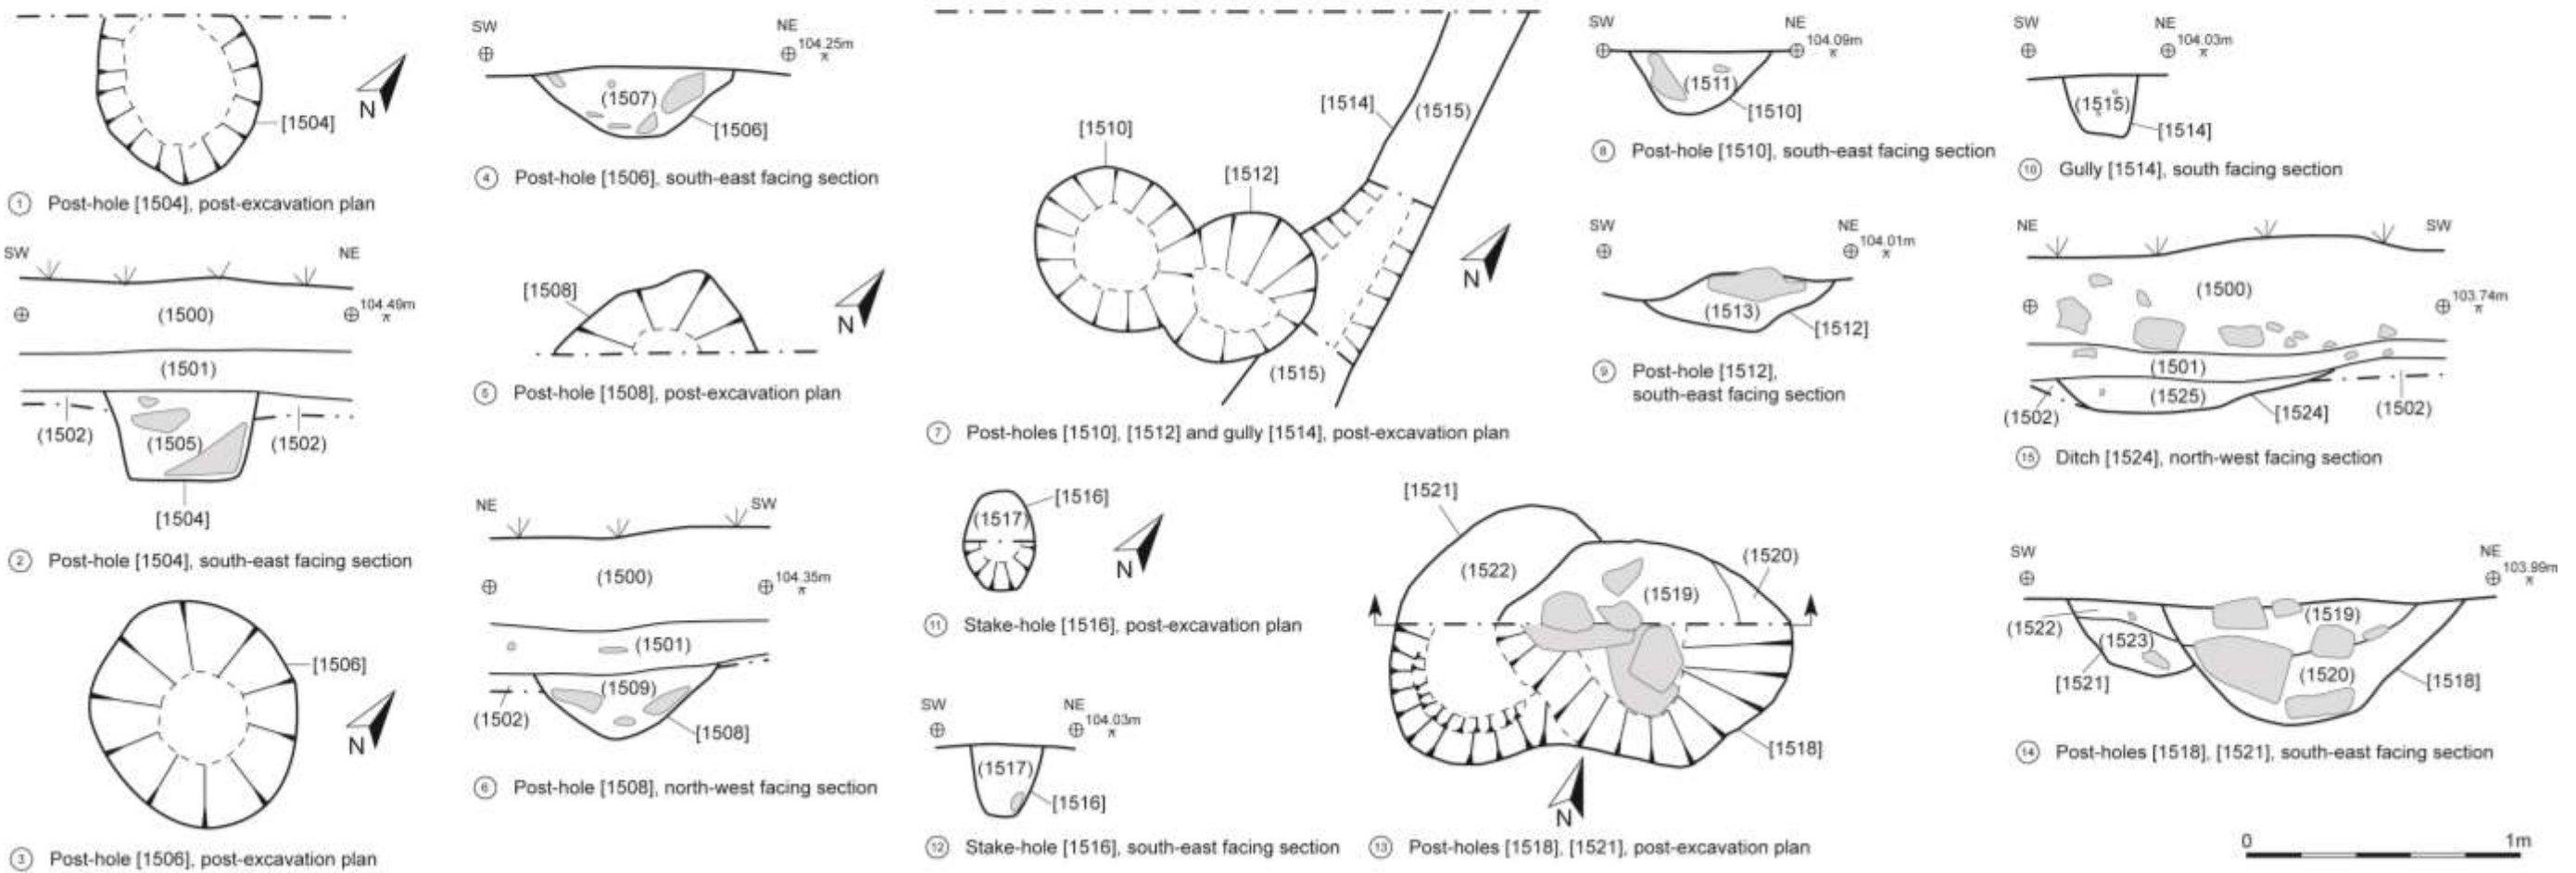 [1504]
N
1 Post-hole [1504], post-excavation plan
SW
NE
104.49m
(1500)
(1501)
(1502)
(1505)
(1502)
[1504]
2 Post-hole [1504], south-east facing section
[1506]
N
3 Post-hole [1506], post-excavation plan
SW
NE
104.25m
(1507)
[1506]
4 Post-hole [1506], south-east facing section
[1508]
N
5 Post-hole [1508], post-excavation plan
NE
SW
(1500)
104.35m
(1501)
(1509)
(1502)
[1508]
6 Post-hole [1508], north-west facing section
[1510]
[1512]
[1514]
(1515)
N
(1515)
7 Post-holes [1510], [1512] and gully [1514], post-excavation plan
SW
NE
104.09m
(1511)
[1510]
8 Post-hole [1510], south-east facing section
SW
NE
104.01m
(1513)
[1512]
9 Post-hole [1512],
south-east facing section
SW
NE
104.03m
(1515)
[1514]
10 Gully [1514], south facing section
[1516]
(1517)
N
11 Stake-hole [1516], post-excavation plan
SW
NE
104.03m
(1517)
[1516]
12 Stake-hole [1516], south-east facing section
[1521]
(1522)
(1520)
(1519)
[1518]
N
13 Post-holes [1518], [1521], post-excavation plan
NE
SW
(1500)
103.74m
(1501)
(1525)
(1502)
[1524]
(1502)
15 Ditch [1524], north-west facing section
SW
NE
103.99m
(1519)
(1522)
(1523)
(1520)
[1521]
[1518]
14 Post-holes [1518], [1521], south-east facing section
0 1m